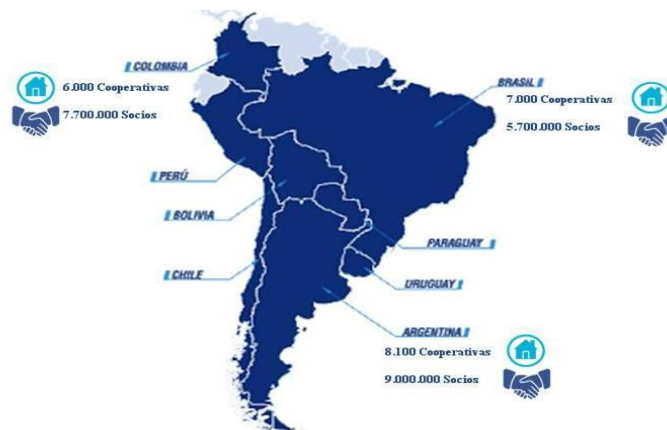 COLOMBIA
6.000 Cooperativas
7.700.000 Socios
BRASIL
7.000 Cooperativas
5.700.000 Socios
PERÚ
BOLIVIA
PARAGUAY
CHILE
URUGUAY
ARGENTINA
8.100 Cooperativas
9.000.000 Socios